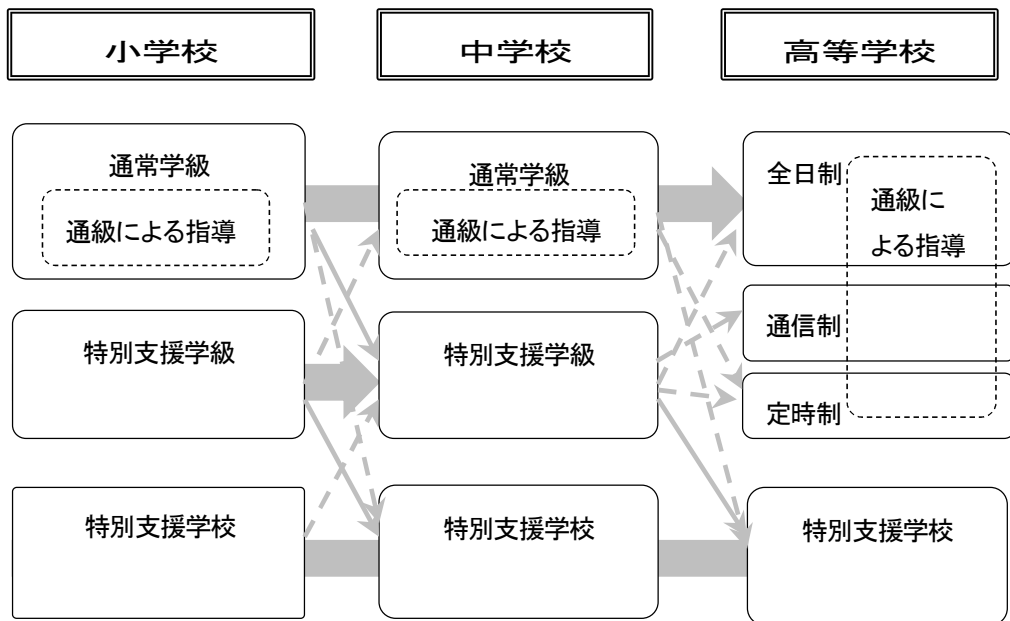 小学校
中学校
高等学校
通常学級
通級による指導
通常学級
通級による指導
全日制
通級に
よる指導
特別支援学級
特別支援学級
通信制
定時制
特別支援学校
特別支援学校
特別支援学校